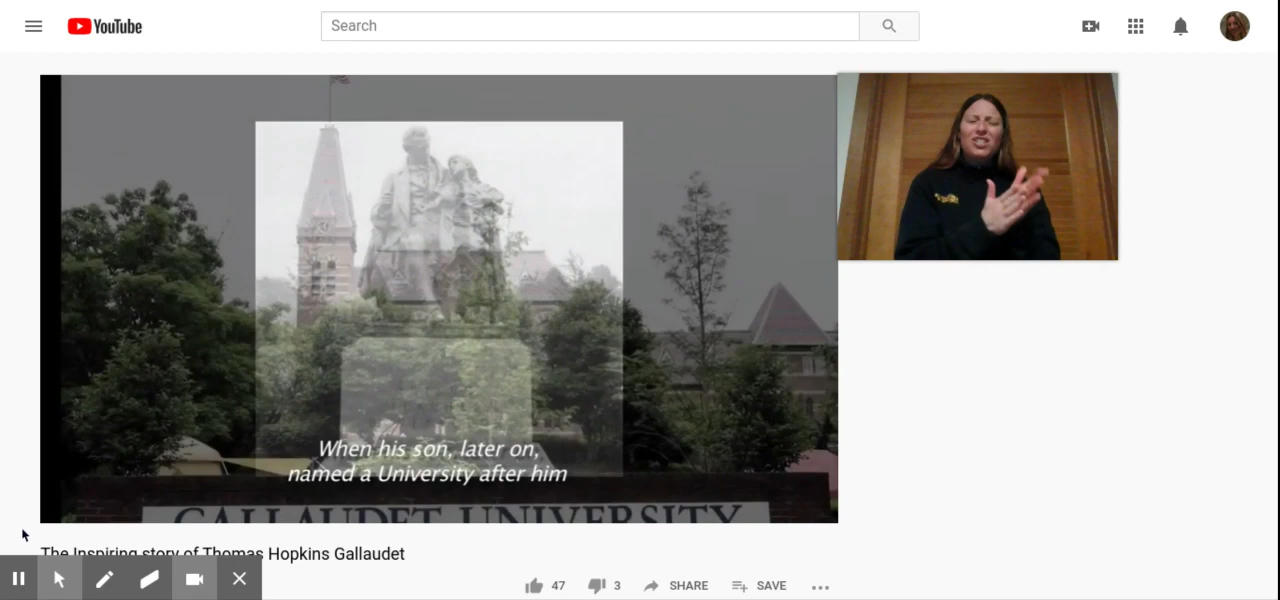 YouTube
Search
When his son, later on,
named a University after him
GALLAUDET UNIVERSITY
The Inspiring story of Thomas Hopkins Gallaudet
47
3
SHARE
SAVE